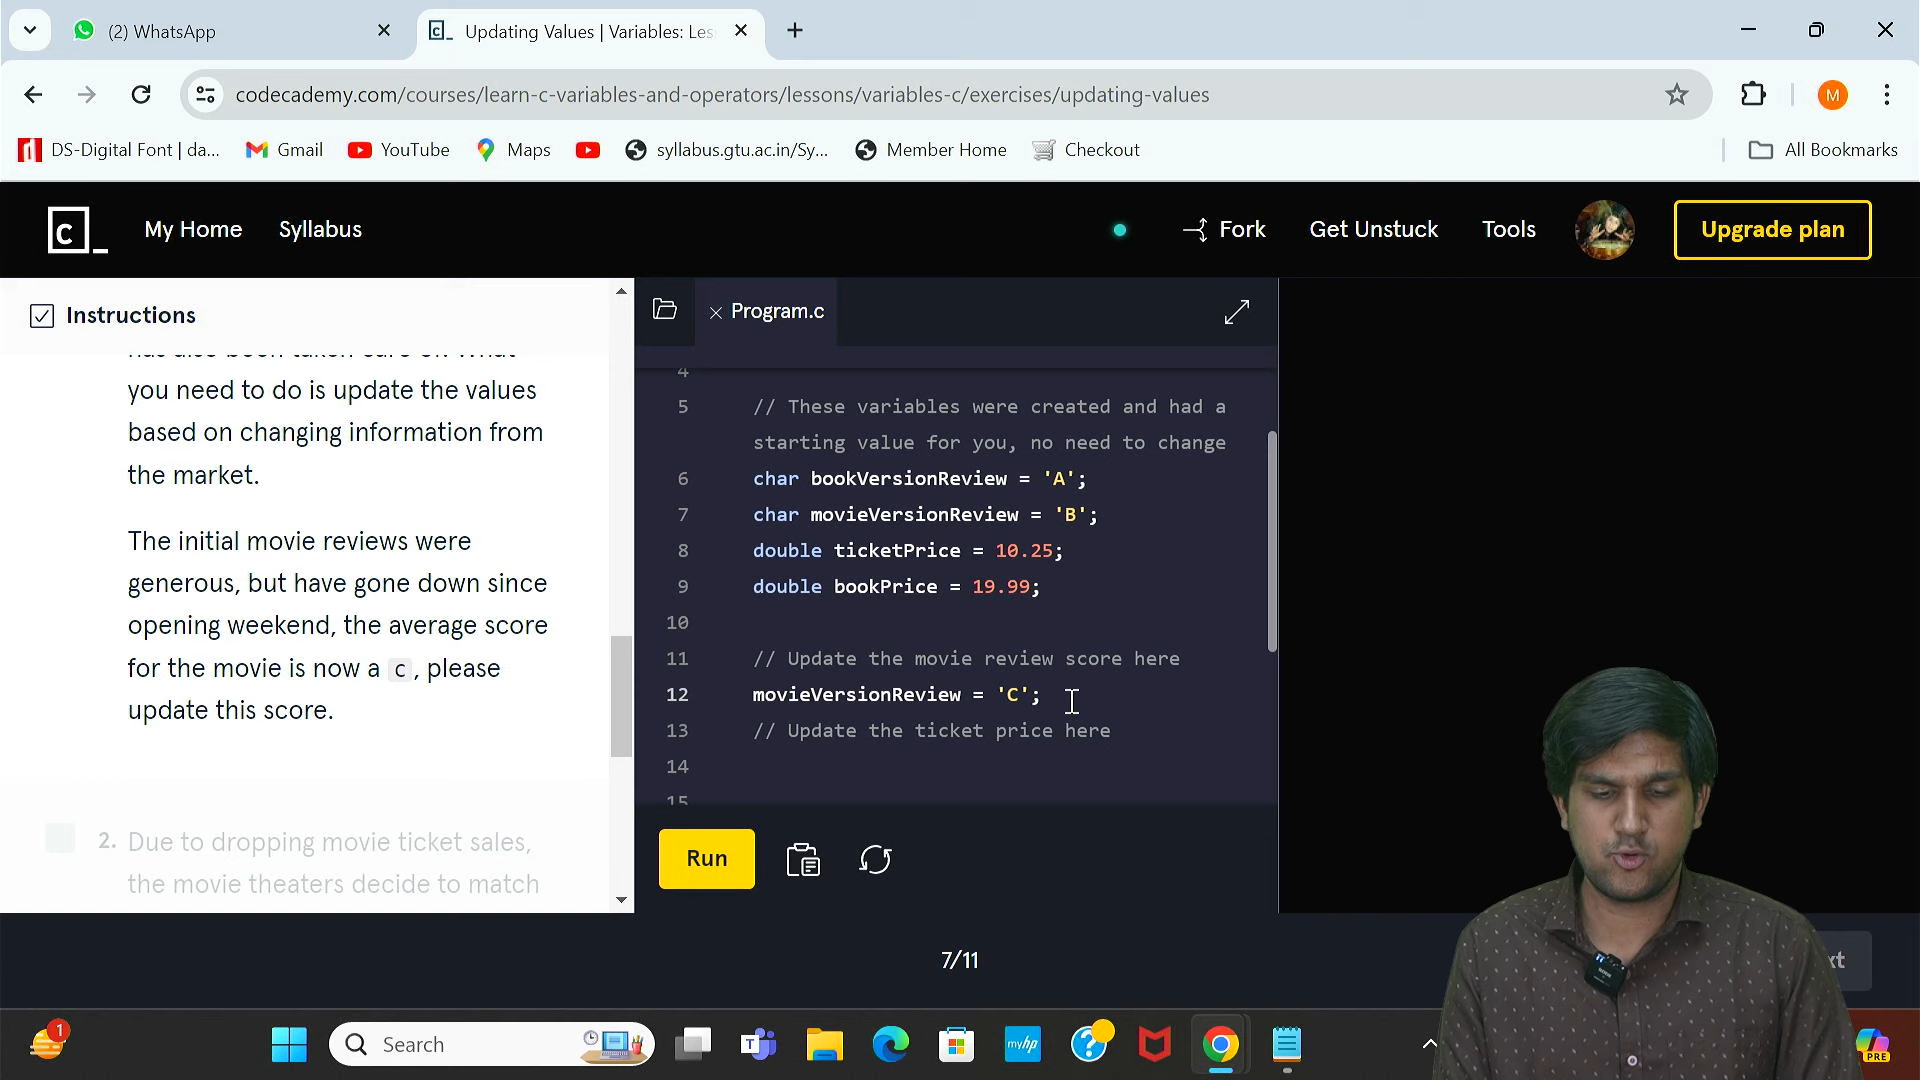 (2) WhatsApp
c_ Updating Values | Variables: Les
codecademy.com/courses/learn-c-variables-and-operators/lessons/variables-c/exercises/updating-values
M
DS-Digital Font | da...
Gmail
YouTube
Maps
syllabus.gtu.ac.in/Sy...
Member Home
Checkout
All Bookmarks
c_
My Home
Syllabus
Fork
Get Unstuck
Tools
Upgrade plan
Instructions
you need to do is update the values
based on changing information from
the market.
The initial movie reviews were
generous, but have gone down since
opening weekend, the average score
for the movie is now a c, please
update this score.
2. Due to dropping movie ticket sales,
the movie theaters decide to match
Program.c
4
5 // These variables were created and had a
starting value for you, no need to change
6 char bookVersionReview = 'A';
7 char movieVersionReview = 'B';
8 double ticketPrice = 10.25;
9 double bookPrice = 19.99;
10
11 // Update the movie review score here
12 movieVersionReview = 'C';
13 // Update the ticket price here
14
15
Run
7/11
1
Search
myhp
PRE